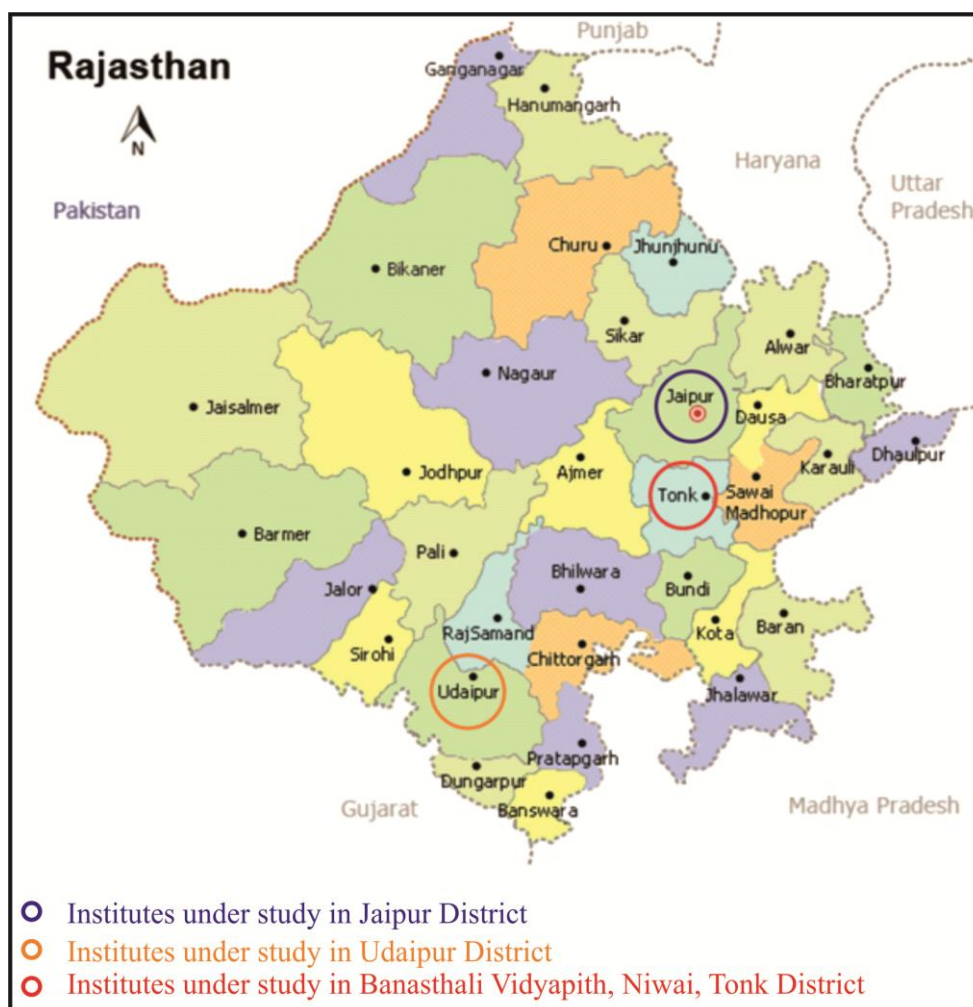 Punjab
Rajasthan
Ganganagar
Hanumangarh
N
Haryana
Uttar
Pradesh
Pakistan
Churu
Jhunjhunu
Bikaner
Sikar
Alwar
Nagaur
Bharatpur
Jaipur
Jaisalmer
Dausa
Dhaulpur
Karauli
Jodhpur
Ajmer
Tonk
Sawai
Madhopur
Barmer
Pali
Bhilwara
Jalor
Bundi
RajSamand
Kota
Baran
Sirohi
Chittorgarh
Udaipur
Jhalawar
Pratapgarh
Dungarpur
Gujarat
Banswara
Madhya Pradesh
Institutes under study in Jaipur District
Institutes under study in Udaipur District
Institutes under study in Banasthali Vidyapith, Niwai, Tonk District